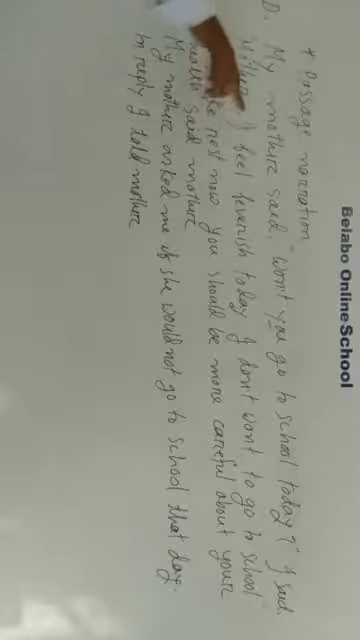 Belabo Online School
* Passage narration
D. My mother said, "Won't you go to school today?" I said,
Mother I feel feverish today I don't want to go to school
rest now you should be more careful about your
health said mother
My mother asked me if she would not go to school that day.
In reply I told mother